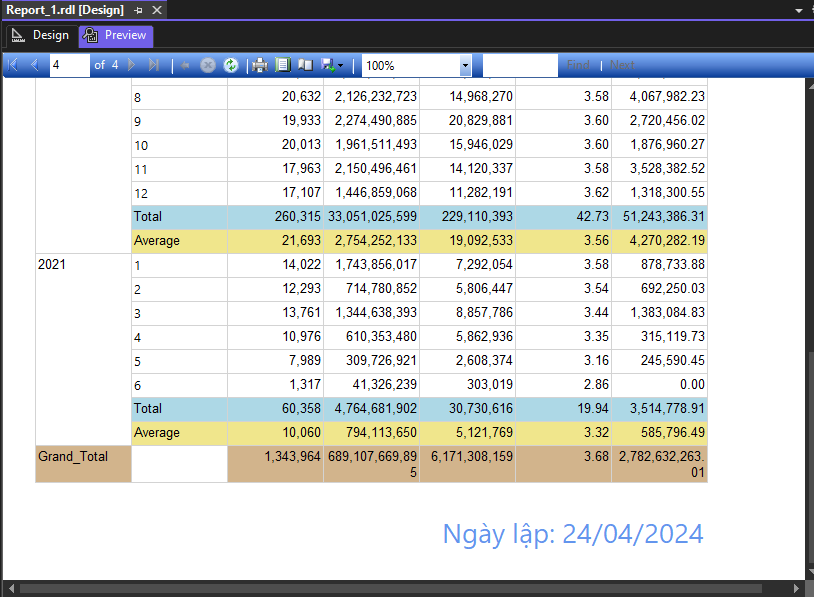 Report_1.rdl [Design]
Design Preview
4 of 4 100% Find | Next
8 20,632 2,126,232,723 14,968,270 3.58 4,067,982.23
9 19,933 2,274,490,885 20,829,881 3.60 2,720,456.02
10 20,013 1,961,511,493 15,946,029 3.60 1,876,960.27
11 17,963 2,150,496,461 14,120,337 3.58 3,528,382.52
12 17,107 1,446,859,068 11,282,191 3.62 1,318,300.55
Total 260,315 33,051,025,599 229,110,393 42.73 51,243,386.31
Average 21,693 2,754,252,133 19,092,533 3.56 4,270,282.19
2021 1 14,022 1,743,856,017 7,292,054 3.58 878,733.88
2 12,293 714,780,852 5,806,447 3.54 692,250.03
3 13,761 1,344,638,393 8,857,786 3.44 1,383,084.83
4 10,976 610,353,480 5,862,936 3.35 315,119.73
5 7,989 309,726,921 2,608,374 3.16 245,590.45
6 1,317 41,326,239 303,019 2.86 0.00
Total 60,358 4,764,681,902 30,730,616 19.94 3,514,778.91
Average 10,060 794,113,650 5,121,769 3.32 585,796.49
Grand_Total 1,343,964 689,107,669,89 6,171,308,159 3.68 2,782,632,263.
5 01
Ngày lập: 24/04/2024